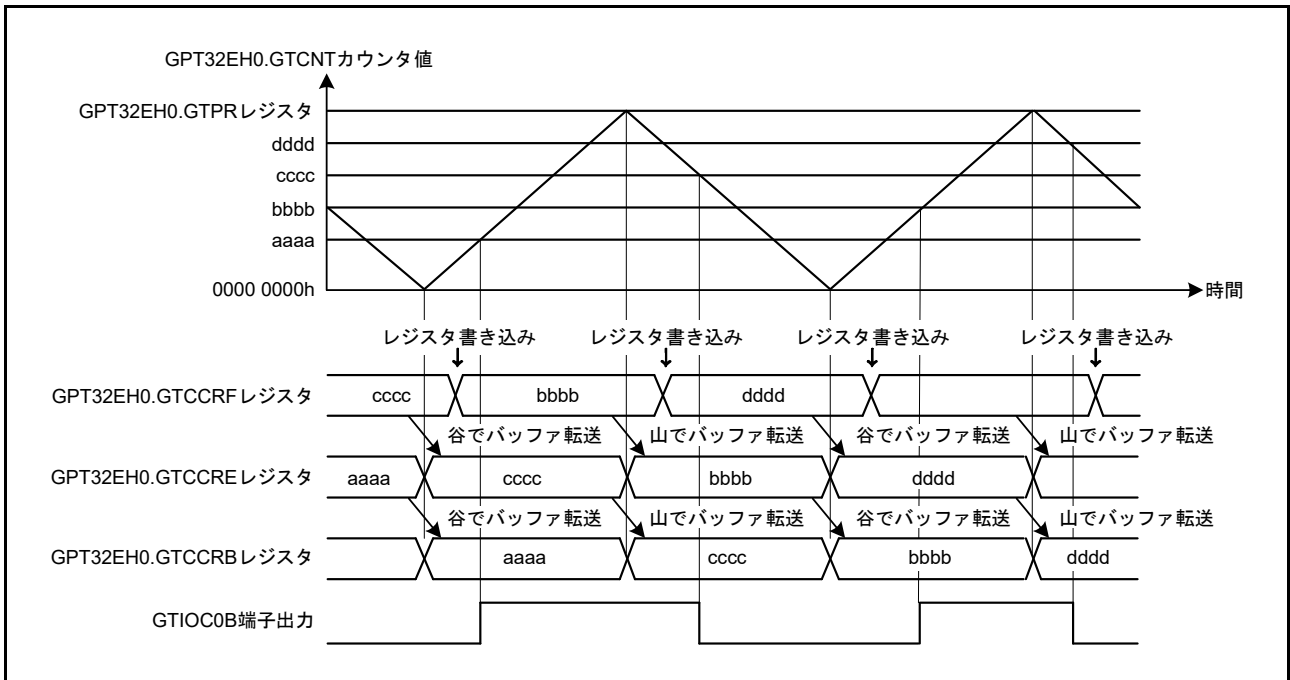 GPT32EH0.GTCNTカウンタ値
GPT32EH0.GTPRレジスタ
dddd
cccc
bbbb
aaaa
0000 0000h
時間
レジスタ書き込み レジスタ書き込み レジスタ書き込み レジスタ書き込み
GPT32EH0.GTCCRFレジスタ cccc bbbb dddd
谷でバッファ転送 山でバッファ転送 谷でバッファ転送 山でバッファ転送
GPT32EH0.GTCCREレジスタ aaaa cccc bbbb dddd
谷でバッファ転送 山でバッファ転送 谷でバッファ転送 山でバッファ転送
GPT32EH0.GTCCRBレジスタ aaaa cccc bbbb dddd
GTIOC0B端子出力